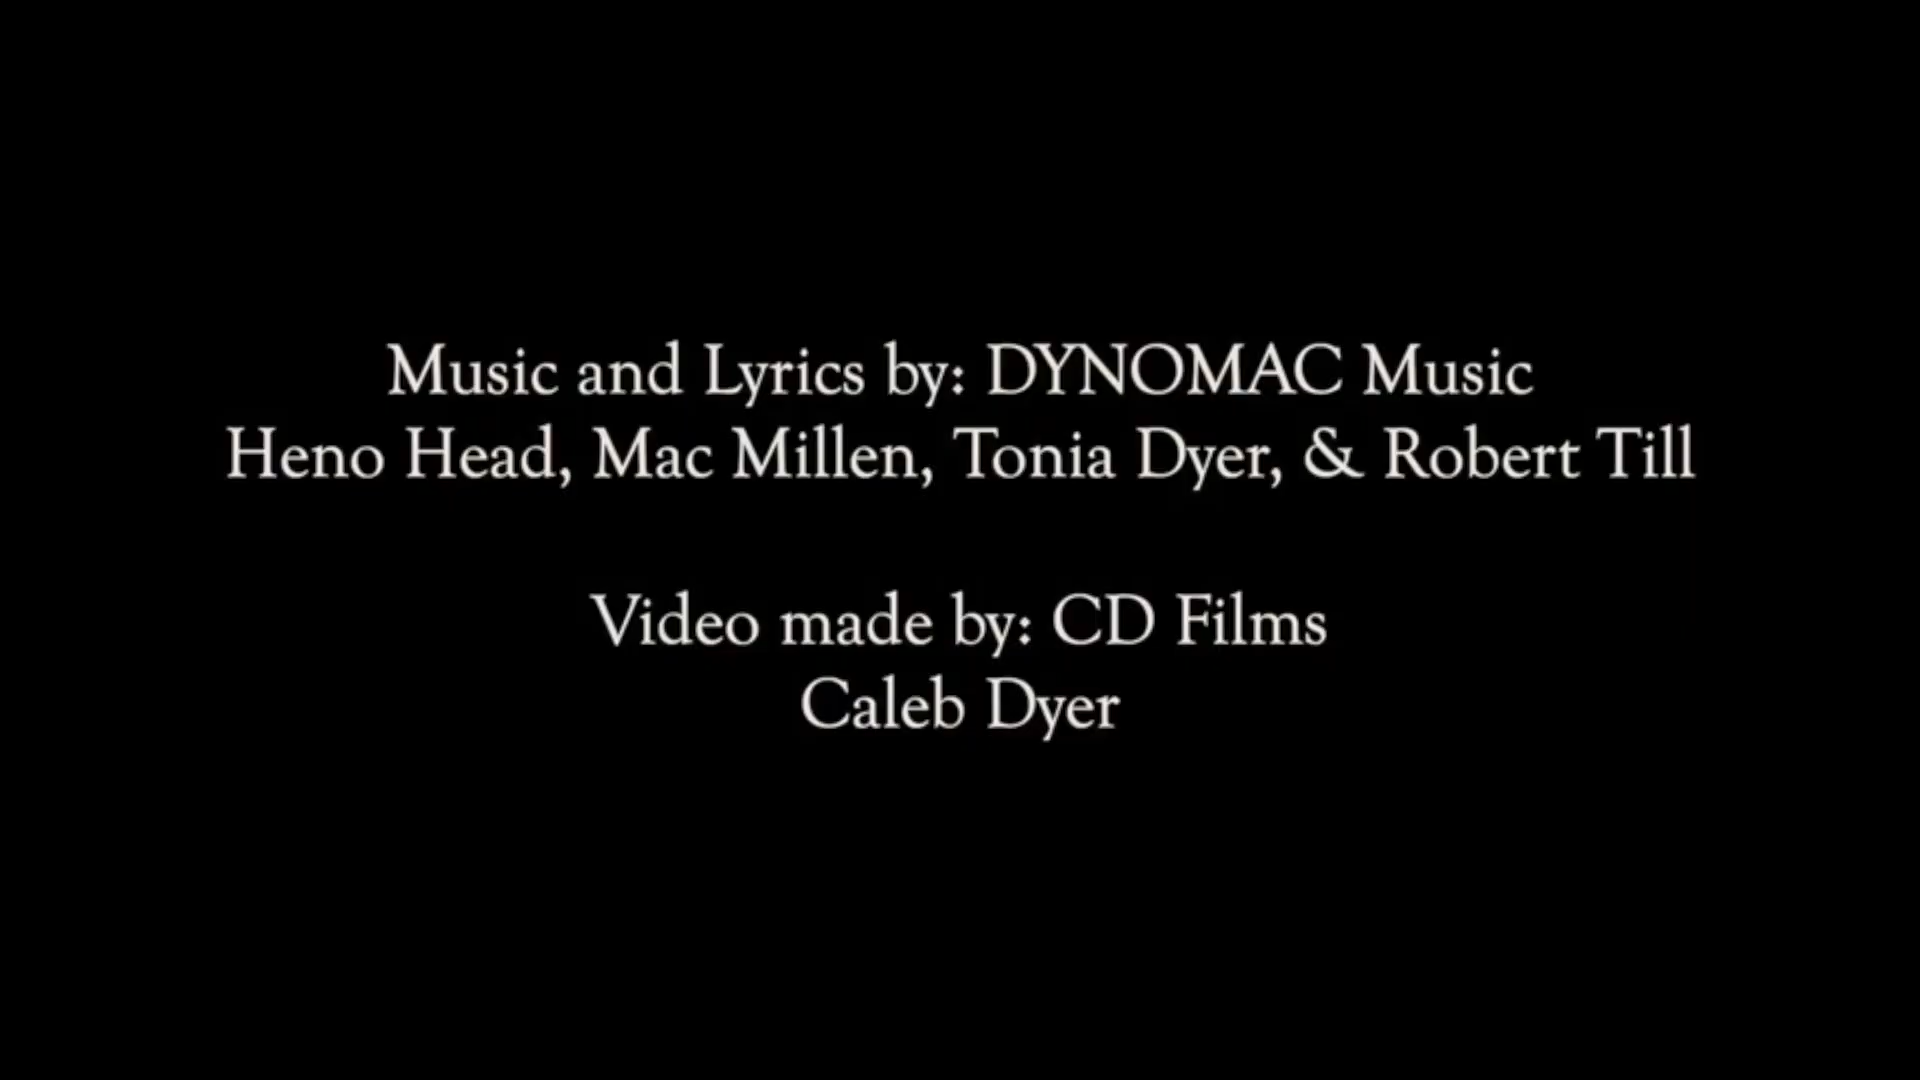 Music and Lyrics by: DYNOMAC Music
Heno Head, Mac Millen, Tonia Dyer, & Robert Till
Video made by: CD Films
Caleb Dyer